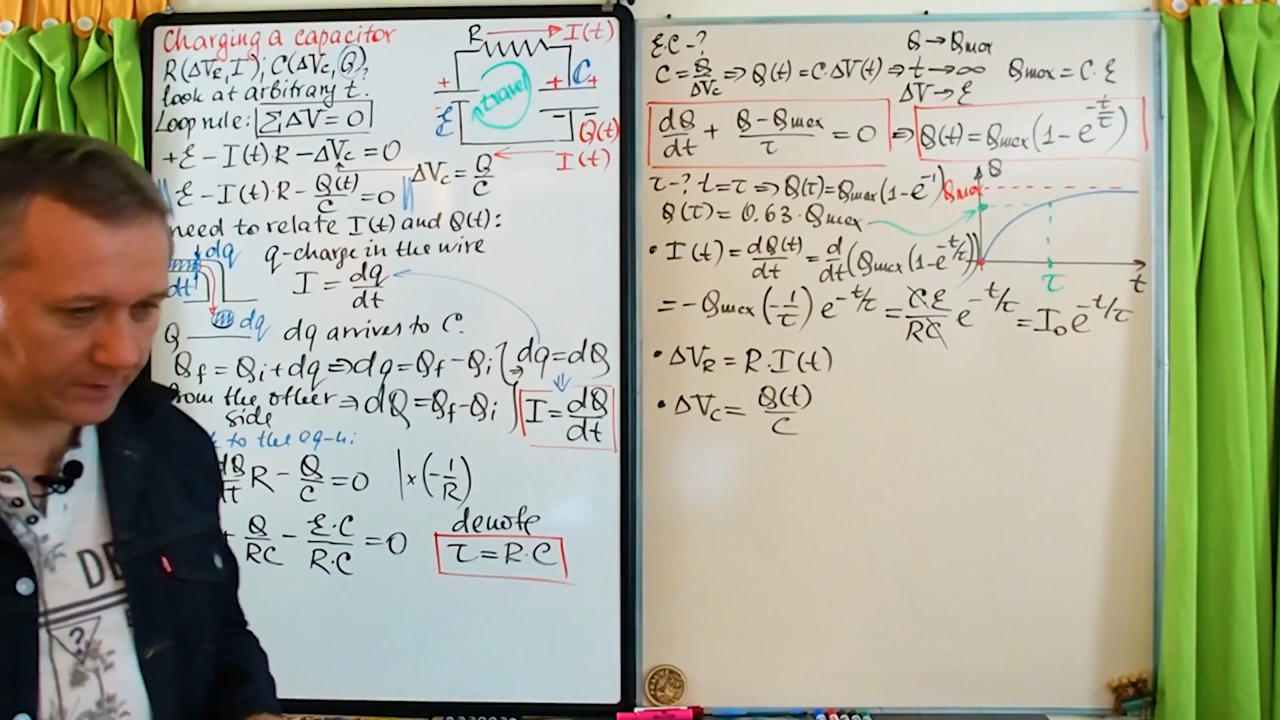 Charging a capacitor
R(ΔV_R, I); C(ΔV_C, Q)?
look at arbitrary t.
Loop rule: ΣΔV = 0
+ℰ − I(t)R − ΔV_C = 0
ΔV_C = Q/C
ℰ − I(t)·R − Q(t)/C = 0
need to relate I(t) and Q(t):
q-charge in the wire
I = dq/dt
dq
dt
dq
Q
dq arrives to C.
Q_f = Q_i + dq ⇒ dq = Q_f − Q_i
dq = dQ
from the other side ⇒ dQ = Q_f − Q_i
I = dQ/dt
to the
dQ/dt R − Q/C = 0 | × (−1/R)
+ Q/RC − ℰ·C/R·C = 0
denote
τ = R·C
R
I(t)
+
+
C
+
ℰ
travel
−
−
Q(t)
I(t)
ℰ·C - ?
Q → Q_max
C = Q/ΔV_C ⇒ Q(t) = C·ΔV(t) ⇒ t → ∞
Q_max = C·ℰ
ΔV → ℰ
dQ/dt + (Q − Q_max)/τ = 0 ⇒ Q(t) = Q_max(1 − e^{−t/τ})
τ - ? t = τ ⇒ Q(τ) = Q_max(1 − e^{−1})
Q(τ) = 0.63·Q_max
Q
Q_max
τ
t
• I(t) = dQ(t)/dt = d/dt(Q_max(1 − e^{−t/τ}))
= −Q_max(−1/τ) e^{−t/τ} = Cℰ/RC e^{−t/τ} = I₀e^{−t/τ}
• ΔV_R = R·I(t)
• ΔV_C = Q(t)/C
DE
?